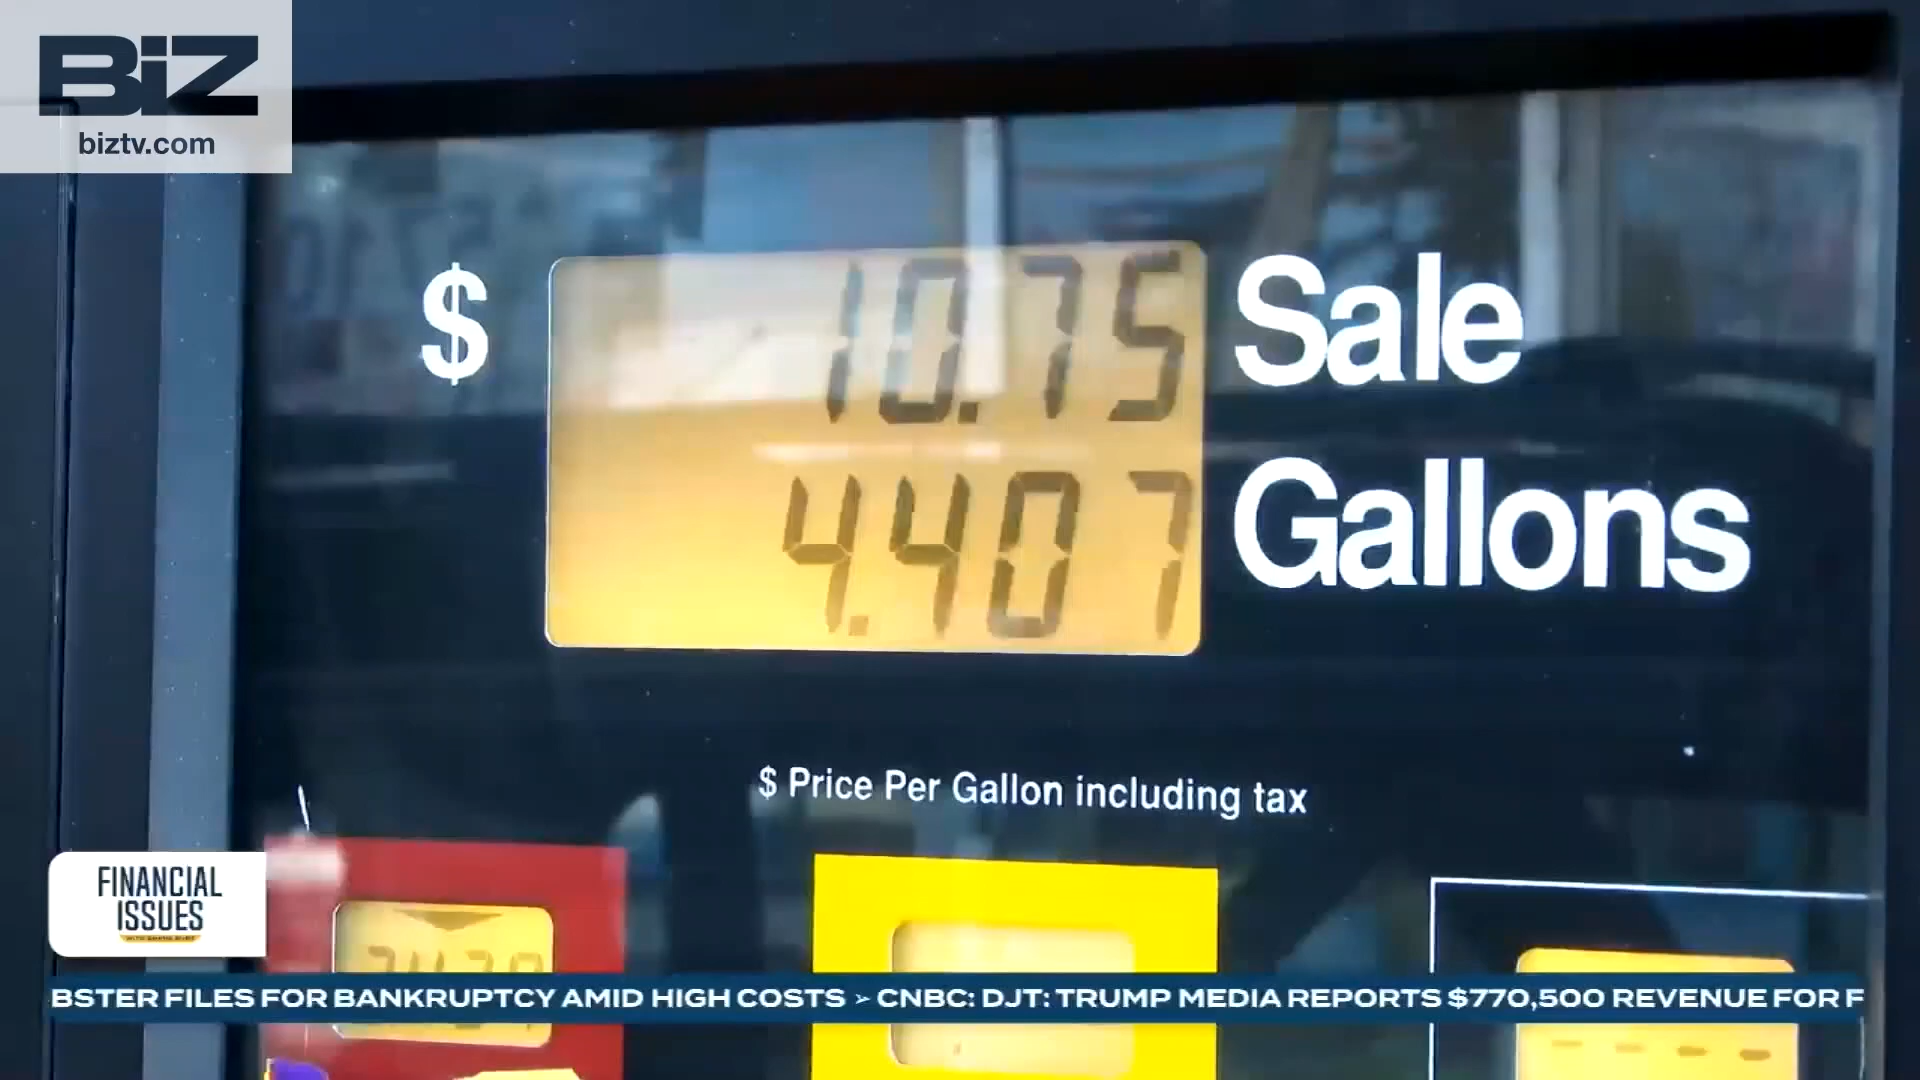 BiZ
biztv.com
$ 10.75 Sale
4.407 Gallons
$ Price Per Gallon including tax
FINANCIAL
ISSUES
BSTER FILES FOR BANKRUPTCY AMID HIGH COSTS ➢ CNBC: DJT: TRUMP MEDIA REPORTS $770,500 REVENUE FOR F
- - - -